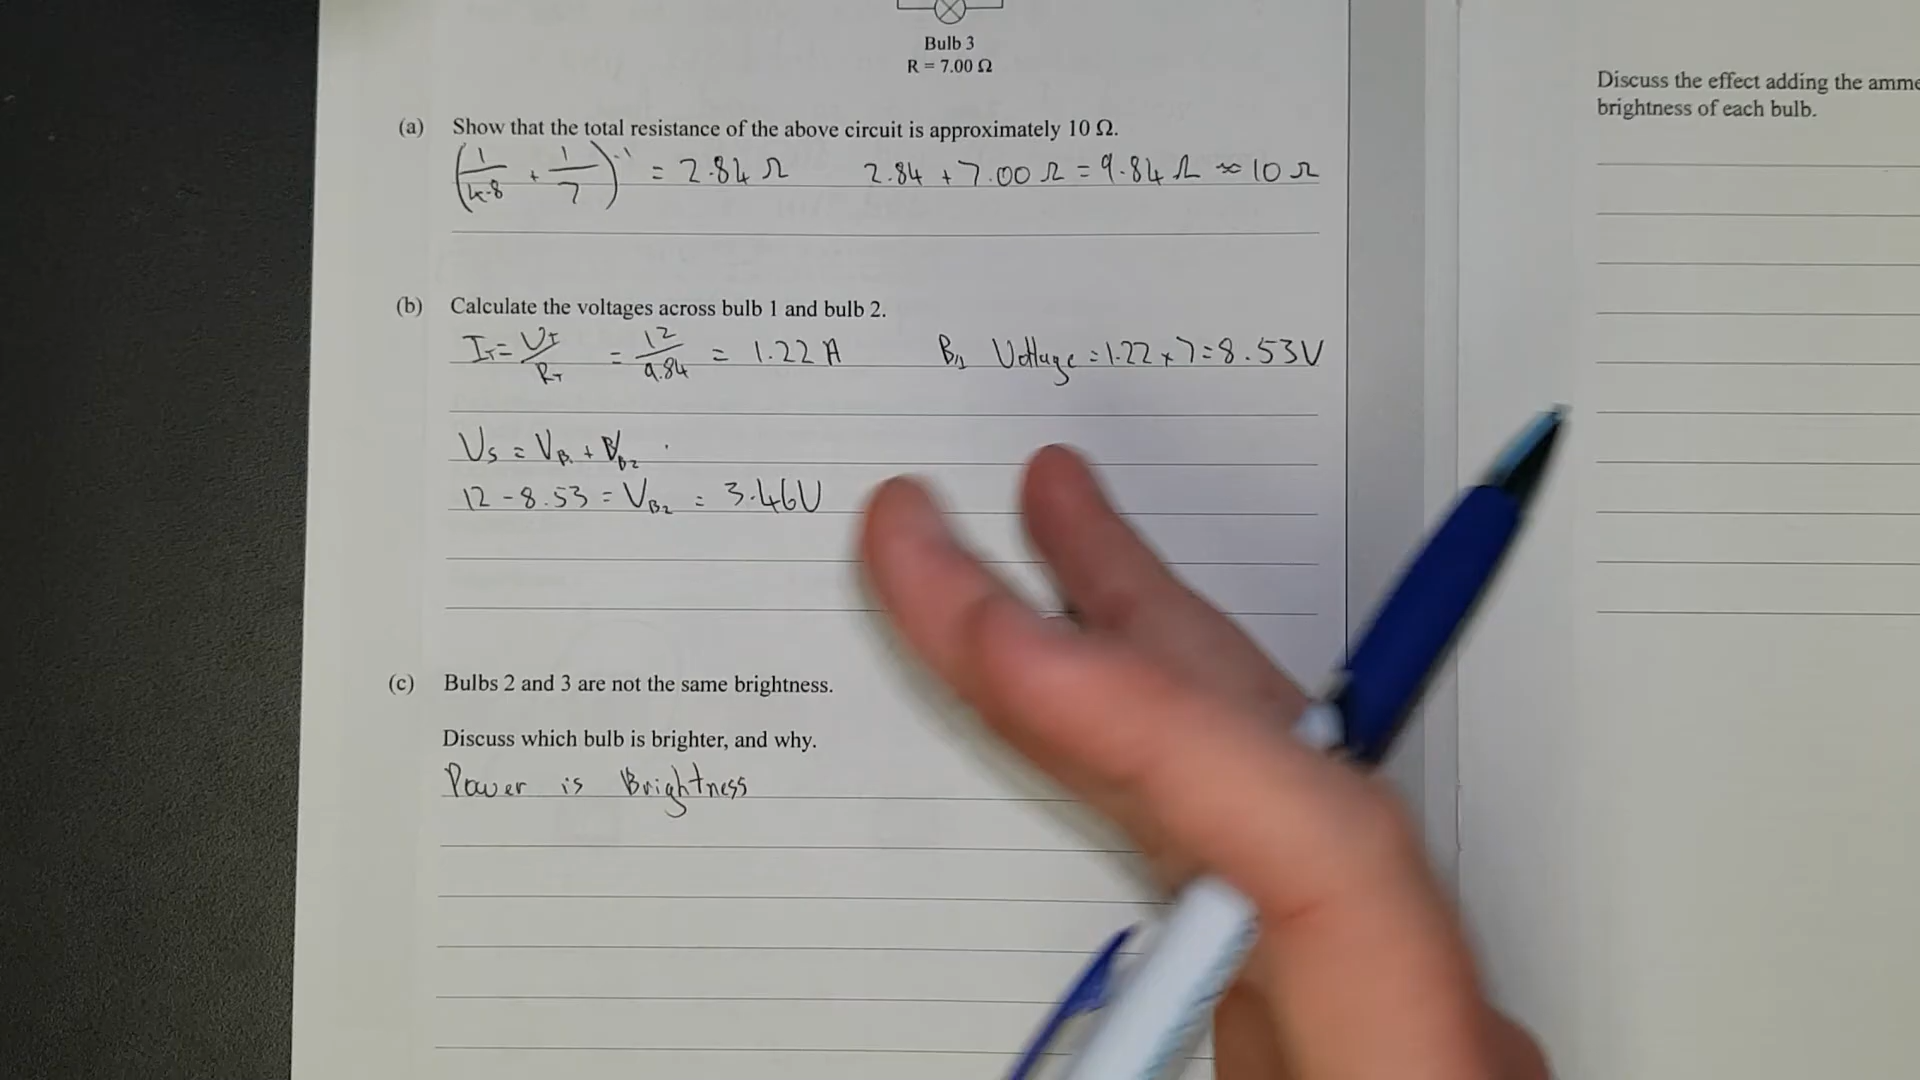 Bulb 3
R = 7.00 Ω
(a) Show that the total resistance of the above circuit is approximately 10 Ω.
(1/4.8 + 1/7)⁻¹ = 2.84 Ω 2.84 + 7.00 Ω = 9.84 Ω ≈ 10 Ω
(b) Calculate the voltages across bulb 1 and bulb 2.
I_T = V_T/R_T = 12/9.84 = 1.22 A B1 Voltage = 1.22 x 7 = 8.53V
V_S = V_B1 + V_B2
12 - 8.53 = V_B2 = 3.46V
(c) Bulbs 2 and 3 are not the same brightness.
Discuss which bulb is brighter, and why.
Power is Brightness
Discuss the effect adding the amme
brightness of each bulb.